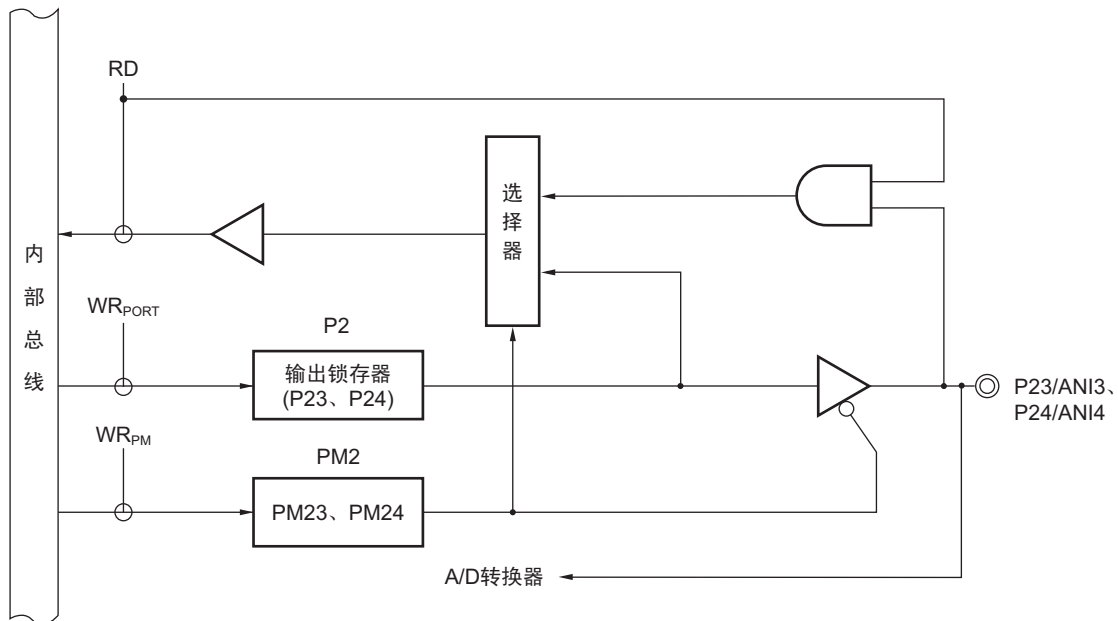 RD
选择器
内部总线
WRPORT
P2
输出锁存器
(P23、P24)
P23/ANI3、
P24/ANI4
WRPM
PM2
PM23、PM24
A/D转换器